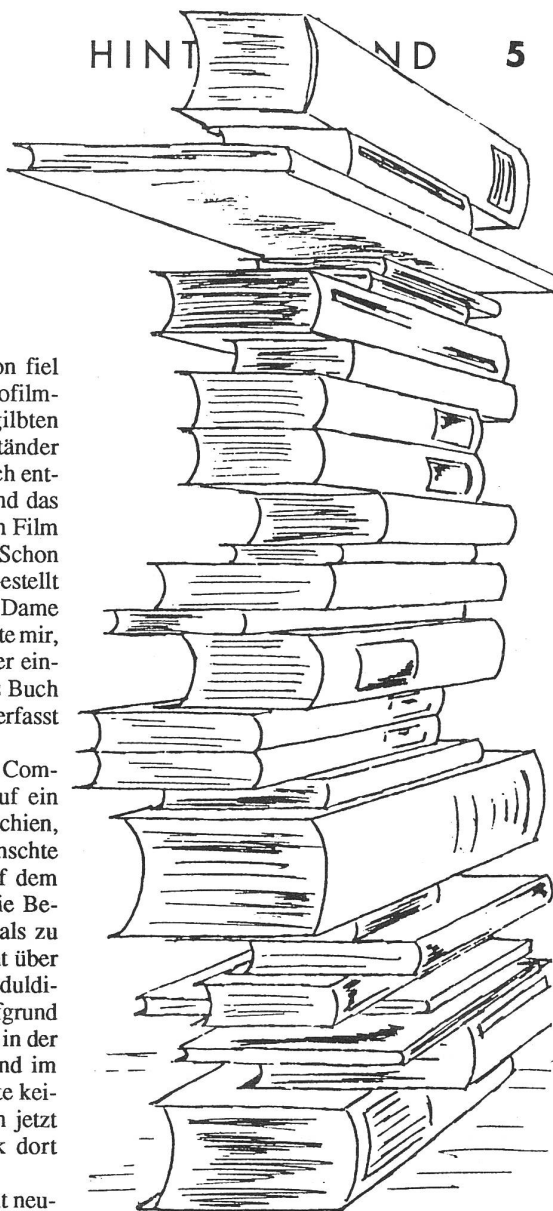 HINT ND 5
on fiel
ofilm-
gilbten
tänder
ch ent-
nd das
n Film
Schon
estellt
Dame
te mir,
er ein-
s Buch
erfasst
Com-
uf ein
chien,
nschte
f dem
ie Be-
als zu
at über
duldi-
fgrund
in der
nd im
te kei-
n jetzt
k dort
it neu-